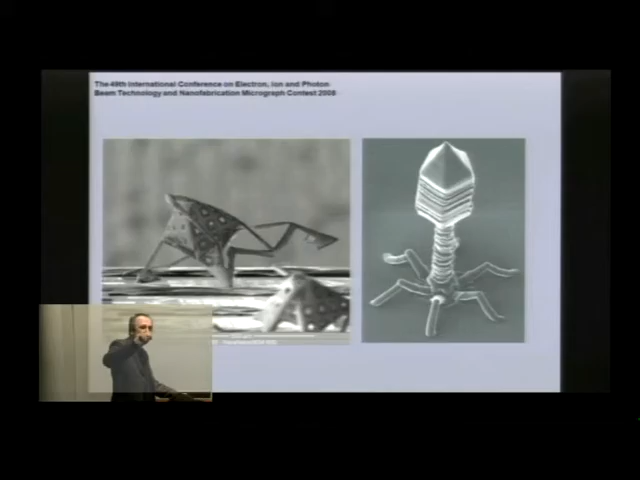 The 49th International Conference on Electron, Ion and Photon
Beam Technology and Nanofabrication Micrograph Contest 2008